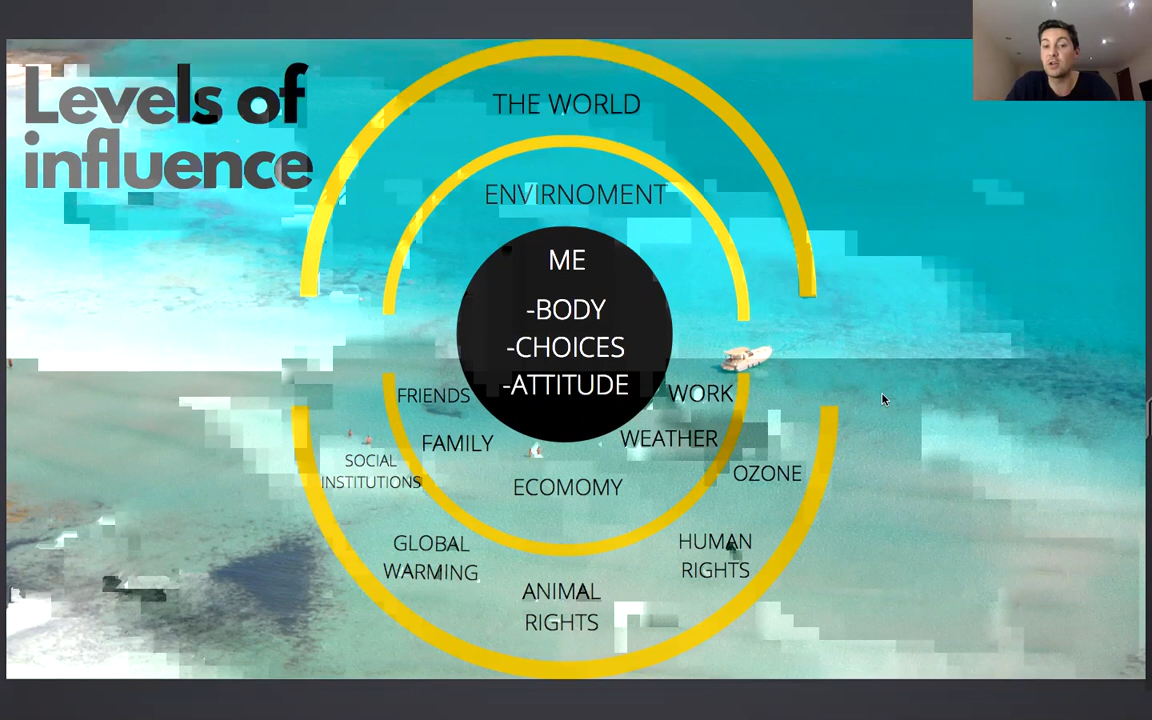 Levels of
influence
THE WORLD
ENVIRNOMENT
ME
-BODY
-CHOICES
-ATTITUDE
FRIENDS
WORK
FAMILY
WEATHER
SOCIAL
INSTITUTIONS
OZONE
ECOMOMY
GLOBAL
WARMING
HUMAN
RIGHTS
ANIMAL
RIGHTS